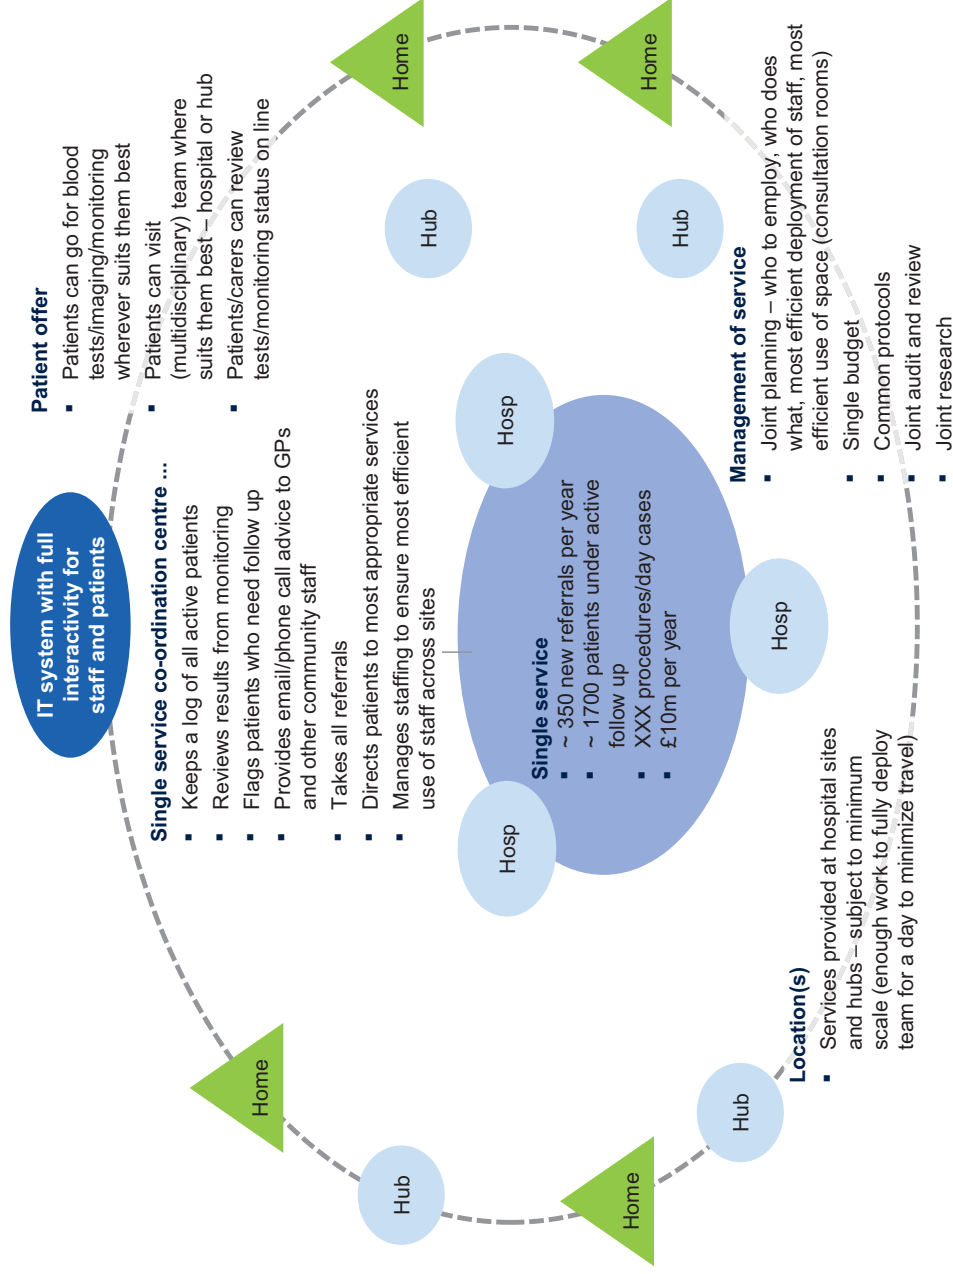 IT system with full
interactivity for
staff and patients
Patient offer
▪ Patients can go for blood
tests/imaging/monitoring
wherever suits them best
▪ Patients can visit
(multidisciplinary) team where
suits them best – hospital or hub
▪ Patients/carers can review
tests/monitoring status on line
Single service co-ordination centre ...
▪ Keeps a log of all active patients
▪ Reviews results from monitoring
▪ Flags patients who need follow up
▪ Provides email/phone call advice to GPs
and other community staff
▪ Takes all referrals
▪ Directs patients to most appropriate services
▪ Manages staffing to ensure most efficient
use of staff across sites
Home
Hub
Home
Hub
Hosp
Hosp
Hosp
Single service
▪ ~ 350 new referrals per year
▪ ~ 1700 patients under active
follow up
▪ XXX procedures/day cases
▪ £10m per year
Hub
Home
Hub
Home
Location(s)
▪ Services provided at hospital sites
and hubs – subject to minimum
scale (enough work to fully deploy
team for a day to minimize travel)
Management of service
▪ Joint planning – who to employ, who does
what, most efficient deployment of staff, most
efficient use of space (consultation rooms)
▪ Single budget
▪ Common protocols
▪ Joint audit and review
▪ Joint research